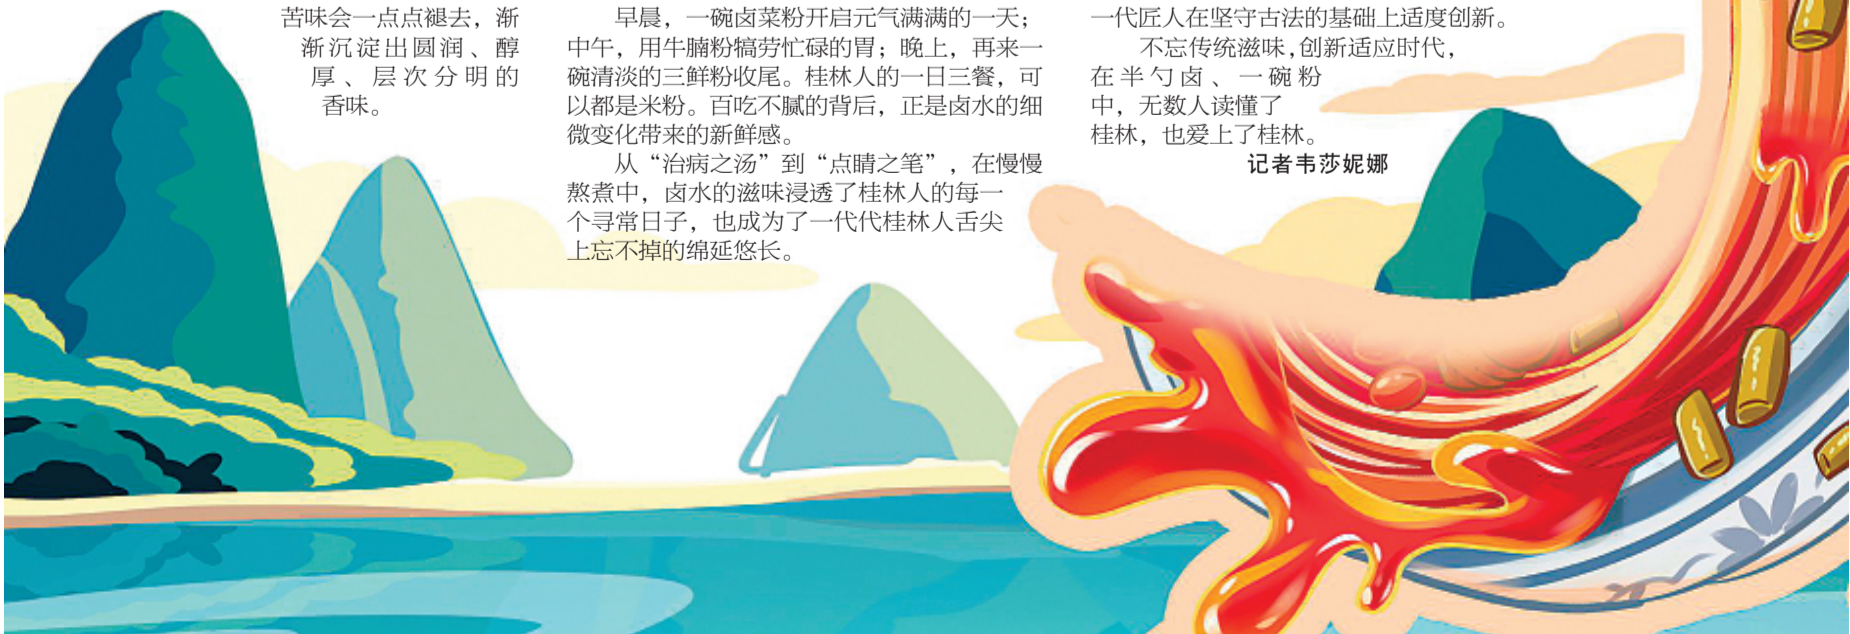 苦味会一点点褪去，渐
渐沉淀出圆润、醇
厚、层次分明的
香味。
早晨，一碗卤菜粉开启元气满满的一天；
中午，用牛腩粉犒劳忙碌的胃；晚上，再来一
碗清淡的三鲜粉收尾。桂林人的一日三餐，可
以都是米粉。百吃不腻的背后，正是卤水的细
微变化带来的新鲜感。
从“治病之汤”到“点睛之笔”，在慢慢
熬煮中，卤水的滋味浸透了桂林人的每一
个寻常日子，也成为了一代代桂林人舌尖
上忘不掉的绵延悠长。
一代匠人在坚守古法的基础上适度创新。
不忘传统滋味，创新适应时代，
在半勺卤、一碗粉
中，无数人读懂了
桂林，也爱上了桂林。
记者韦莎妮娜